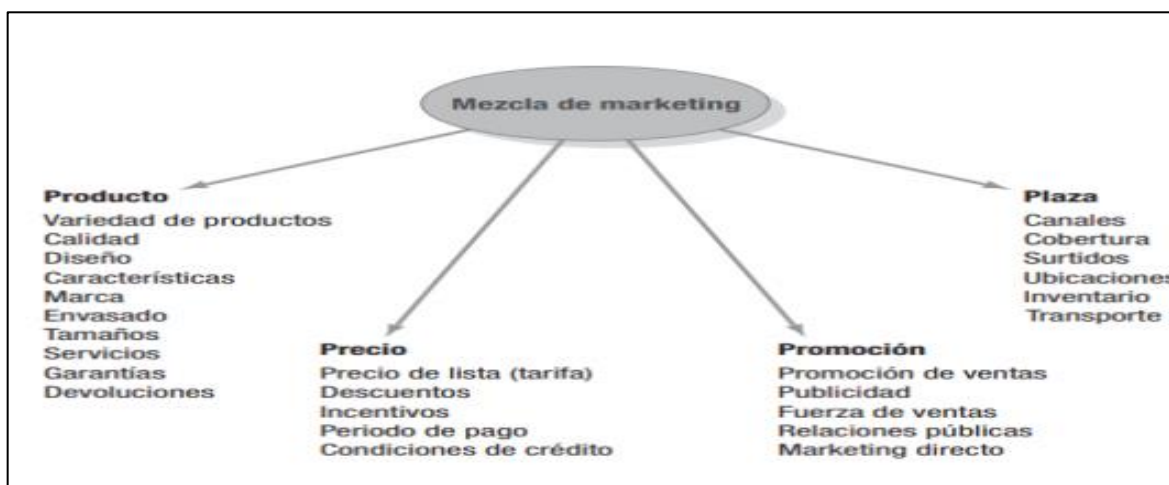 Mezcla de marketing
Producto
Variedad de productos
Calidad
Diseño
Características
Marca
Envasado
Tamaños
Servicios
Garantías
Devoluciones
Precio
Precio de lista (tarifa)
Descuentos
Incentivos
Periodo de pago
Condiciones de crédito
Promoción
Promoción de ventas
Publicidad
Fuerza de ventas
Relaciones públicas
Marketing directo
Plaza
Canales
Cobertura
Surtidos
Ubicaciones
Inventario
Transporte